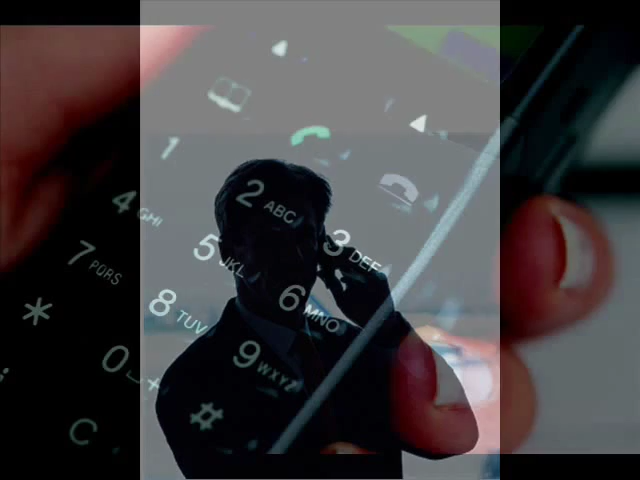 1
2 ABC
3 DEF
4 GHI
5 JKL
6 MNO
7 PQRS
8 TUV
9 WXYZ
*
0 +
#
C